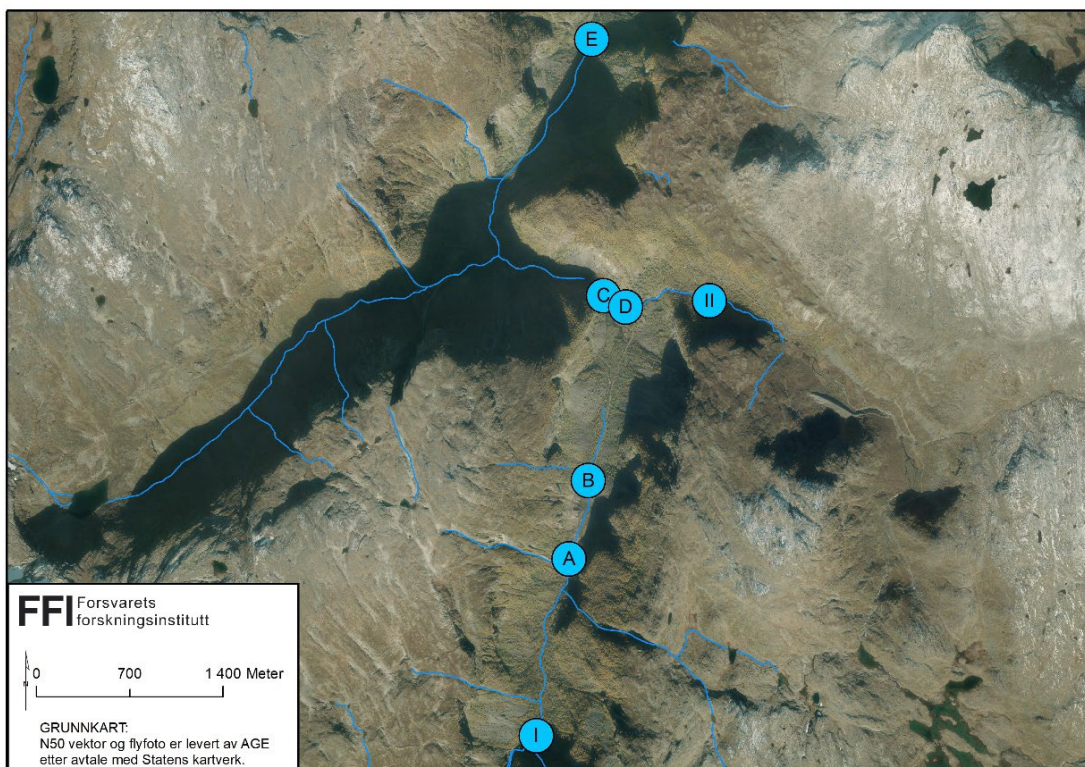 E
C
D
II
B
A
I
FFI Forsvarets
forskningsinstitutt
0 700 1 400 Meter
GRUNNKART:
N50 vektor og flyfoto er levert av AGE
etter avtale med Statens kartverk.